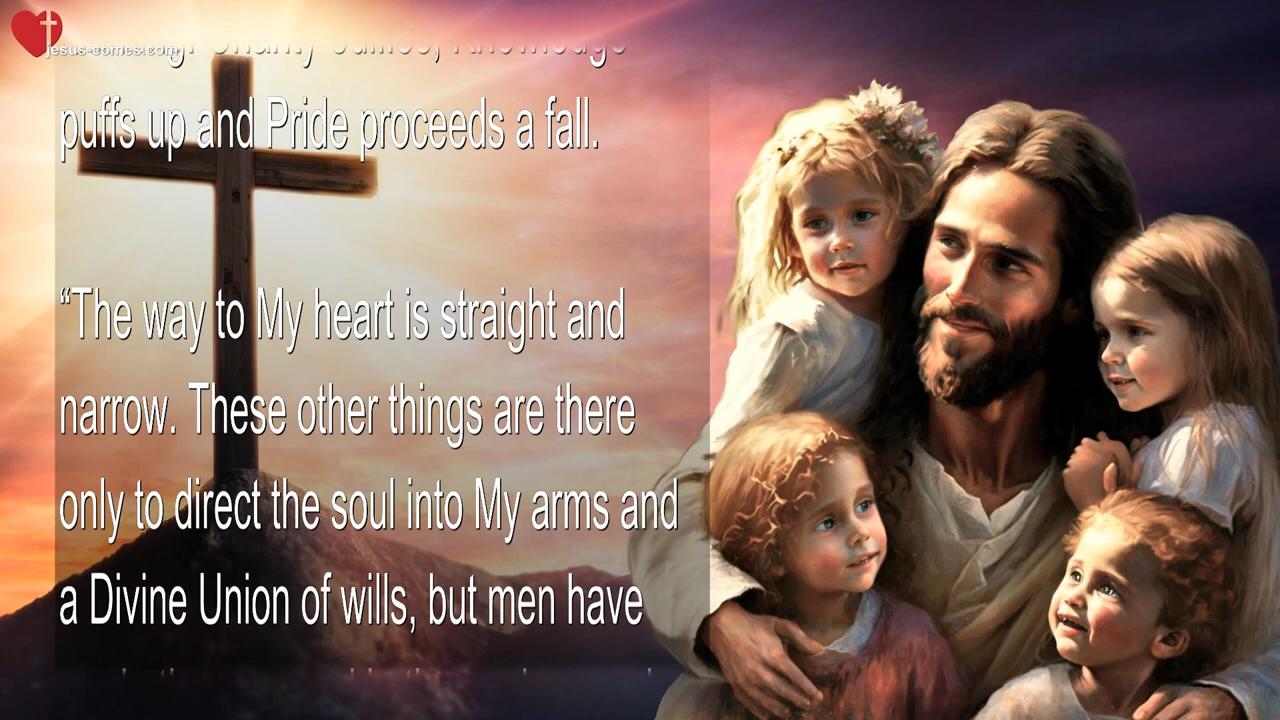 jesus-comes.com
puffs up and Pride proceeds a fall.
“The way to My heart is straight and
narrow. These other things are there
only to direct the soul into My arms and
a Divine Union of wills, but men have